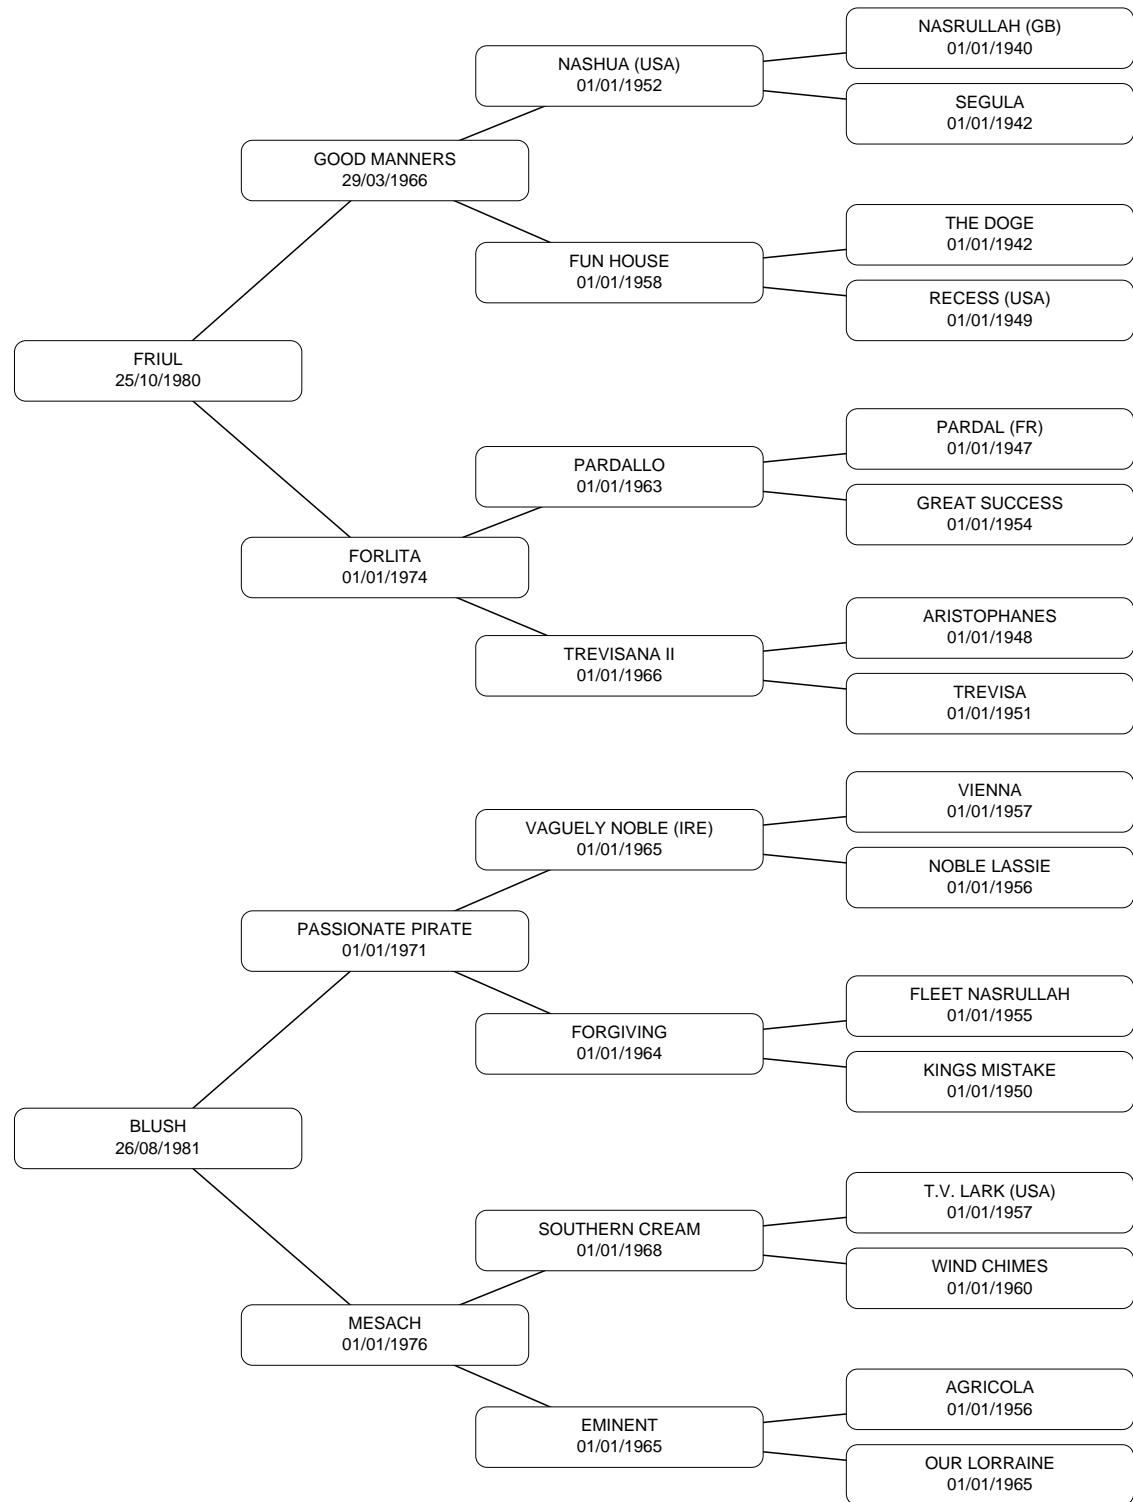 NASRULLAH (GB)
01/01/1940
NASHUA (USA)
01/01/1952
SEGULA
01/01/1942
GOOD MANNERS
29/03/1966
THE DOGE
01/01/1942
FUN HOUSE
01/01/1958
RECESS (USA)
01/01/1949
FRIUL
25/10/1980
PARDAL (FR)
01/01/1947
PARDALLO
01/01/1963
GREAT SUCCESS
01/01/1954
FORLITA
01/01/1974
ARISTOPHANES
01/01/1948
TREVISANA II
01/01/1966
TREVISA
01/01/1951
VIENNA
01/01/1957
VAGUELY NOBLE (IRE)
01/01/1965
NOBLE LASSIE
01/01/1956
PASSIONATE PIRATE
01/01/1971
FLEET NASRULLAH
01/01/1955
FORGIVING
01/01/1964
KINGS MISTAKE
01/01/1950
BLUSH
26/08/1981
T.V. LARK (USA)
01/01/1957
SOUTHERN CREAM
01/01/1968
WIND CHIMES
01/01/1960
MESACH
01/01/1976
AGRICOLA
01/01/1956
EMINENT
01/01/1965
OUR LORRAINE
01/01/1965